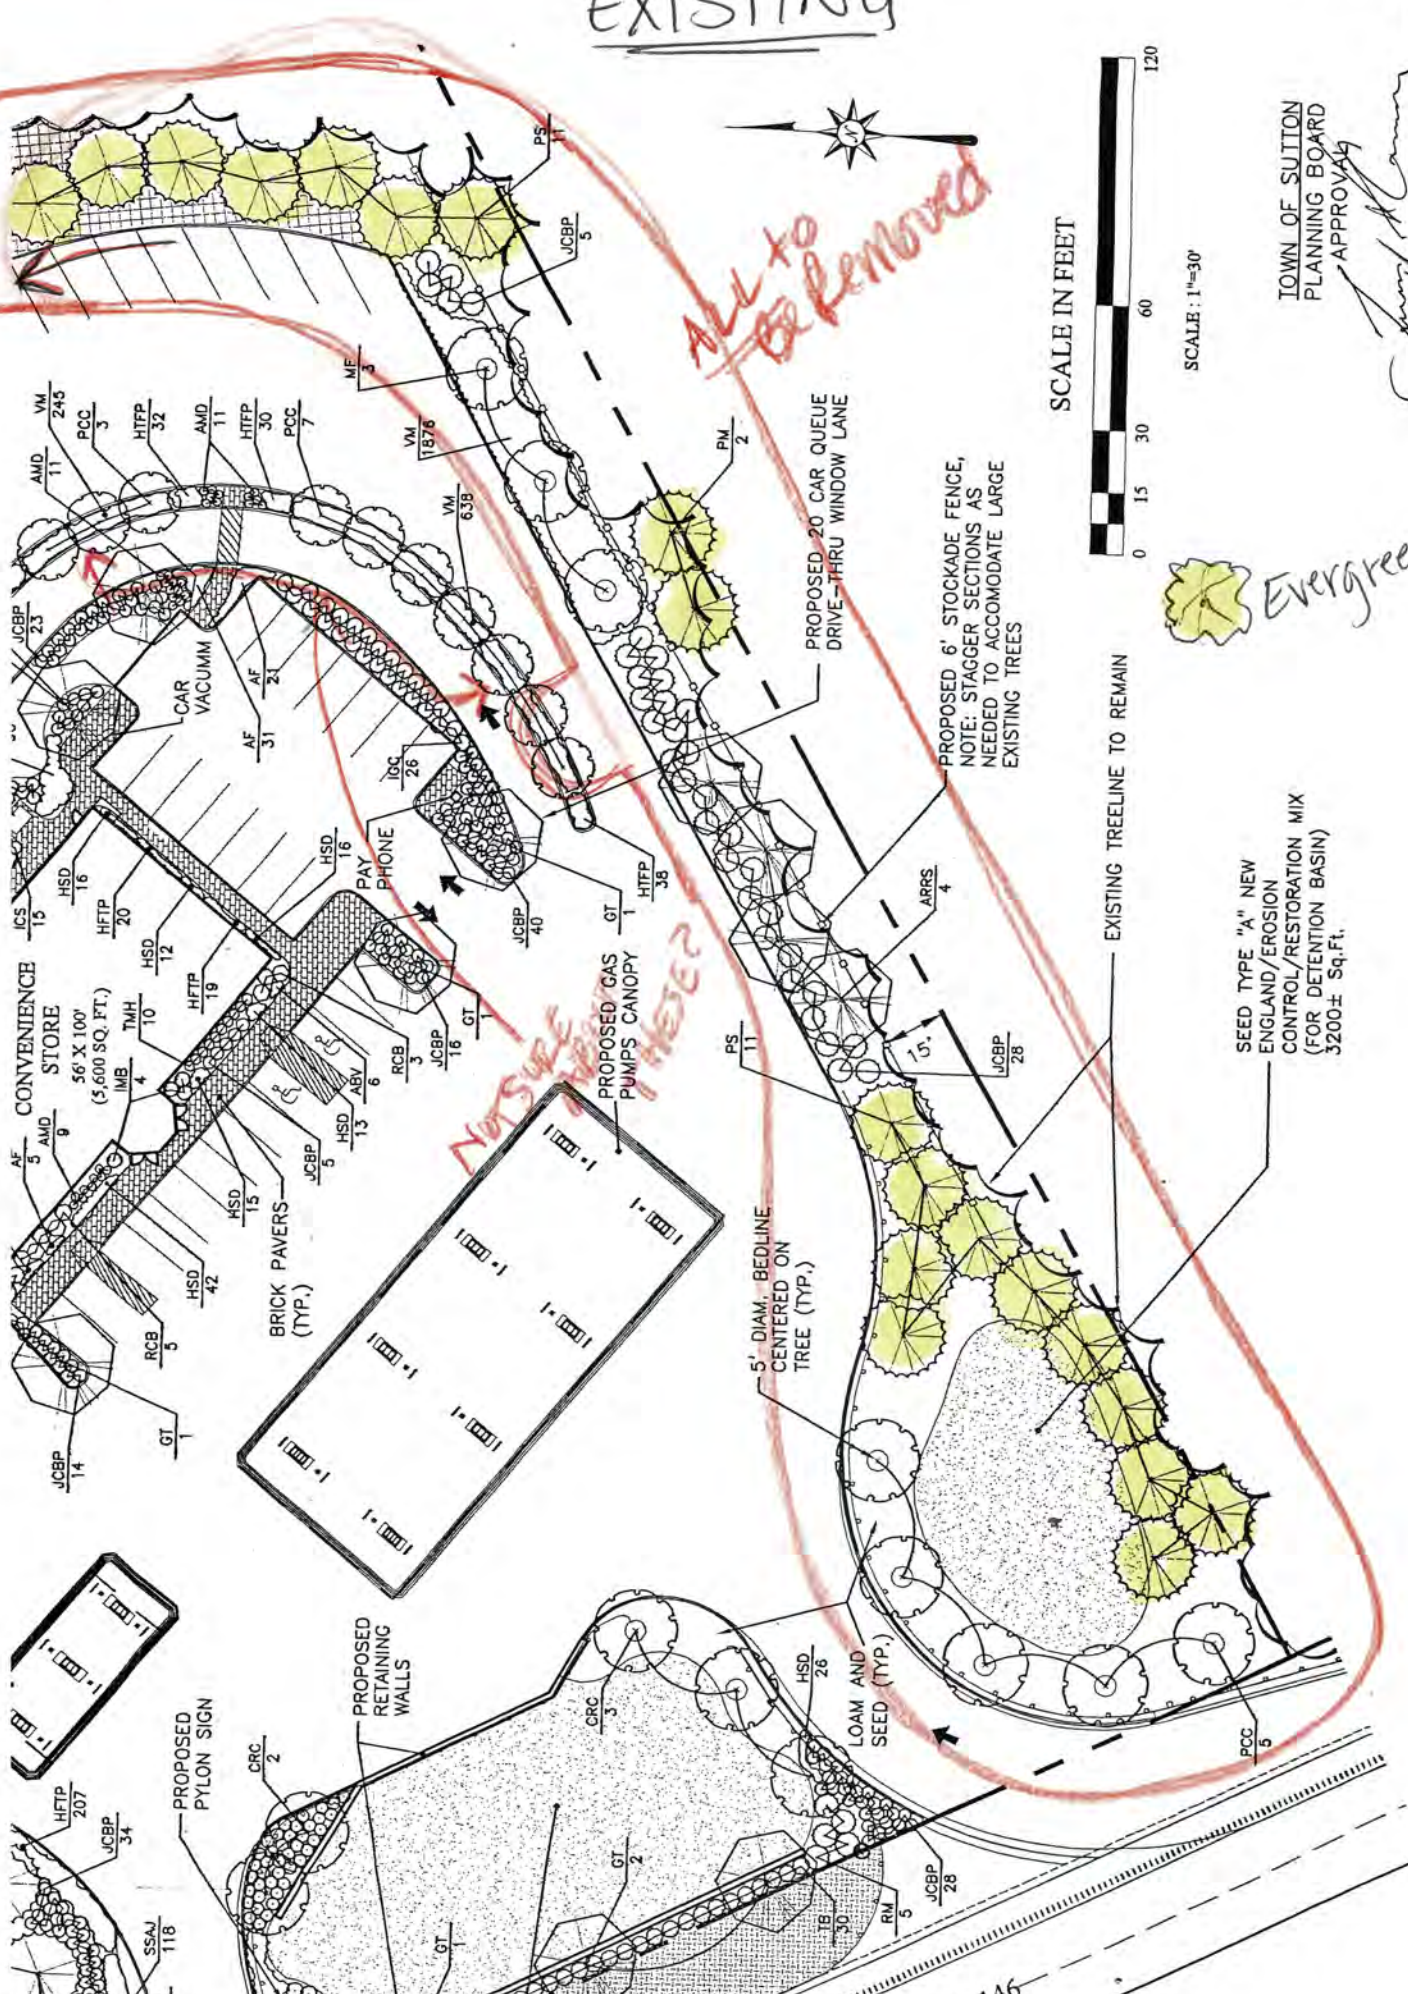 EXISTING
PS
11
JCBP
5
ALL to
Be Removed
MF
3
VM
1876
VM
245
PCC
3
HTFP
32
AMD
11
HTFP
30
PCC
7
AMD
11
VM
638
PM
2
JCBP
23
CAR
VACUMM
AF
21
AF
31
IGC
26
PROPOSED 20 CAR QUEUE
DRIVE-THRU WINDOW LANE
PROPOSED 6' STOCKADE FENCE,
NOTE: STAGGER SECTIONS AS
NEEDED TO ACCOMODATE LARGE
EXISTING TREES
SCALE IN FEET
0
15
30
60
120
SCALE: 1"=30'
TOWN OF SUTTON
PLANNING BOARD
APPROVAL
EXISTING TREELINE TO REMAIN
SEED TYPE "A" NEW
ENGLAND/EROSION
CONTROL/RESTORATION MIX
(FOR DETENTION BASIN)
3200± Sq.Ft.
ICS
15
HSD
16
HFTP
20
HSD
12
HFTP
19
HSD
16
PAY
PHONE
JCBP
40
GT
1
HTFP
38
ARRS
4
CONVENIENCE
STORE
56' X 100'
(5,600 SQ. FT.)
TMH
10
IMB
4
AMD
9
AF
5
GT
1
JCBP
16
RCB
3
ABV
6
HSD
13
JCBP
5
HSD
15
HSD
42
RCB
5
BRICK PAVERS
(TYP.)
NOT SURE
THESE?
PROPOSED GAS
PUMPS CANOPY
PS
11
15'
JCBP
28
JCBP
14
GT
1
5' DIAM. BEDLINE
CENTERED ON
TREE (TYP.)
PROPOSED
PYLON SIGN
PROPOSED
RETAINING
WALLS
CRC
2
CRC
3
HSD
26
LOAM AND
SEED (TYP.)
HFTP
207
JCBP
34
SSAJ
118
GT
1
GT
2
TB
30
RM
5
JCBP
28
PCC
5